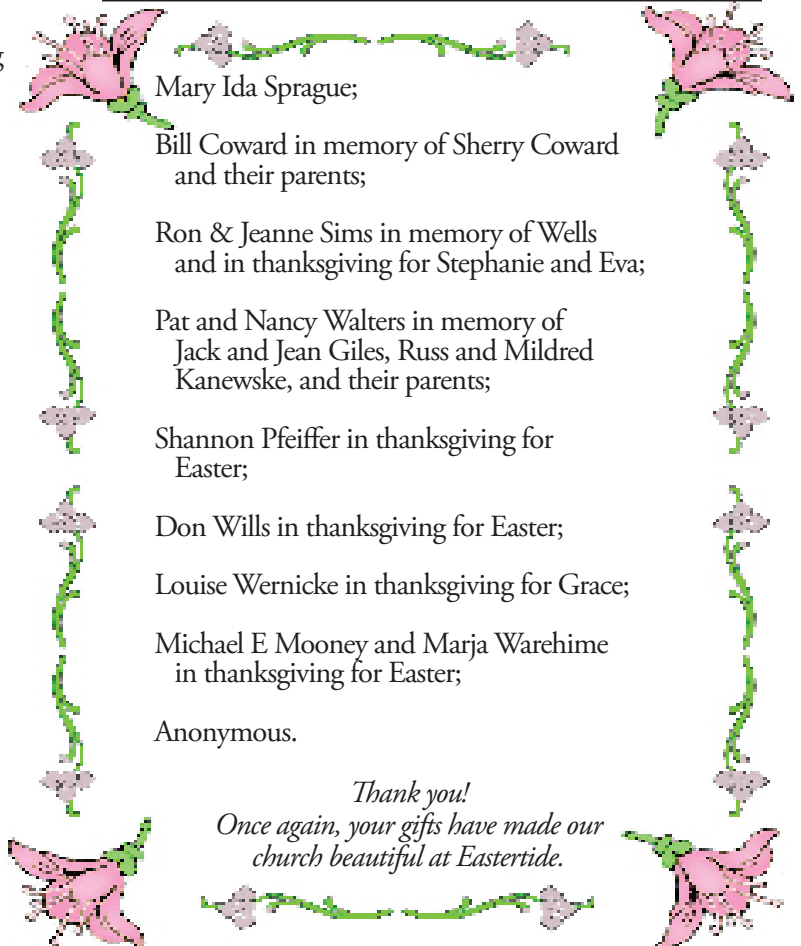 g
Mary Ida Sprague;
Bill Coward in memory of Sherry Coward
and their parents;
Ron & Jeanne Sims in memory of Wells
and in thanksgiving for Stephanie and Eva;
Pat and Nancy Walters in memory of
Jack and Jean Giles, Russ and Mildred
Kanewske, and their parents;
Shannon Pfeiffer in thanksgiving for
Easter;
Don Wills in thanksgiving for Easter;
Louise Wernicke in thanksgiving for Grace;
Michael E Mooney and Marja Warehime
in thanksgiving for Easter;
Anonymous.
Thank you!
Once again, your gifts have made our
church beautiful at Eastertide.